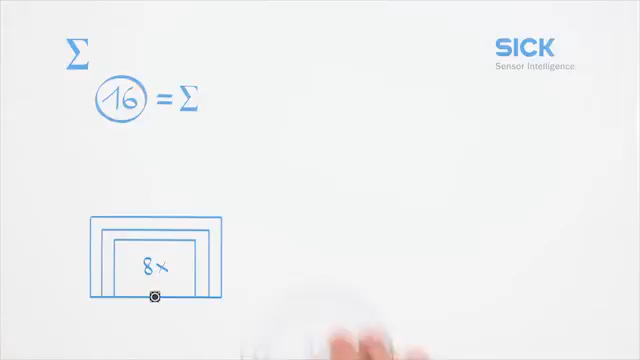 Σ
SICK
Sensor Intelligence
16 = Σ
8x